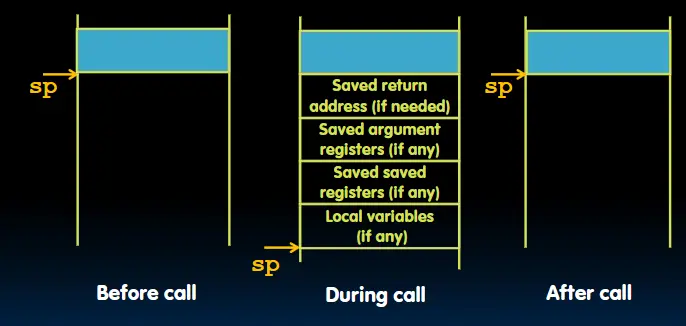 sp
Saved return
address (if needed)
Saved argument
registers (if any)
Saved saved
registers (if any)
Local variables
(if any)
sp
sp
Before call
During call
After call